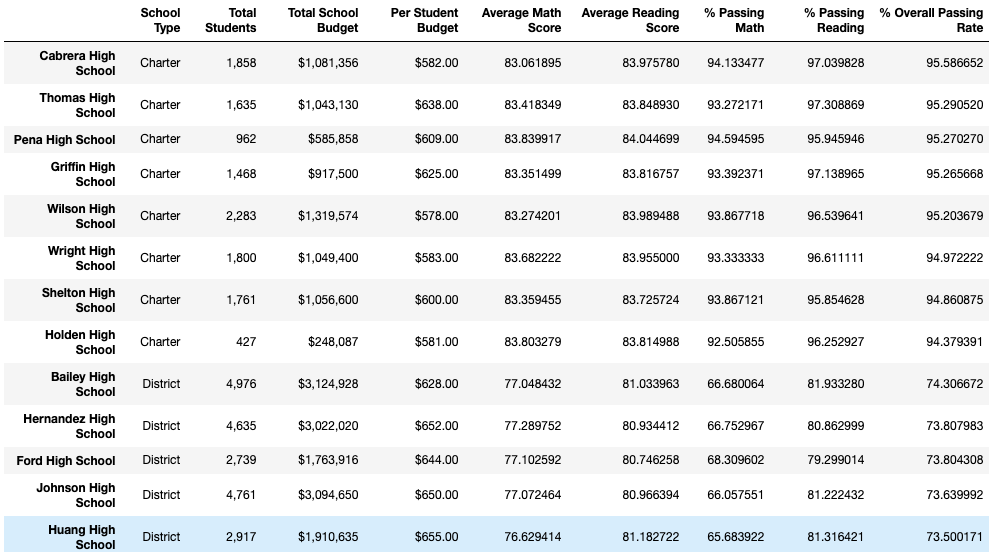 School Type Total Students Total School Budget Per Student Budget Average Math Score Average Reading Score % Passing Math % Passing Reading % Overall Passing Rate
Cabrera High School Charter 1,858 $1,081,356 $582.00 83.061895 83.975780 94.133477 97.039828 95.586652
Thomas High School Charter 1,635 $1,043,130 $638.00 83.418349 83.848930 93.272171 97.308869 95.290520
Pena High School Charter 962 $585,858 $609.00 83.839917 84.044699 94.594595 95.945946 95.270270
Griffin High School Charter 1,468 $917,500 $625.00 83.351499 83.816757 93.392371 97.138965 95.265668
Wilson High School Charter 2,283 $1,319,574 $578.00 83.274201 83.989488 93.867718 96.539641 95.203679
Wright High School Charter 1,800 $1,049,400 $583.00 83.682222 83.955000 93.333333 96.611111 94.972222
Shelton High School Charter 1,761 $1,056,600 $600.00 83.359455 83.725724 93.867121 95.854628 94.860875
Holden High School Charter 427 $248,087 $581.00 83.803279 83.814988 92.505855 96.252927 94.379391
Bailey High School District 4,976 $3,124,928 $628.00 77.048432 81.033963 66.680064 81.933280 74.306672
Hernandez High School District 4,635 $3,022,020 $652.00 77.289752 80.934412 66.752967 80.862999 73.807983
Ford High School District 2,739 $1,763,916 $644.00 77.102592 80.746258 68.309602 79.299014 73.804308
Johnson High School District 4,761 $3,094,650 $650.00 77.072464 80.966394 66.057551 81.222432 73.639992
Huang High School District 2,917 $1,910,635 $655.00 76.629414 81.182722 65.683922 81.316421 73.500171